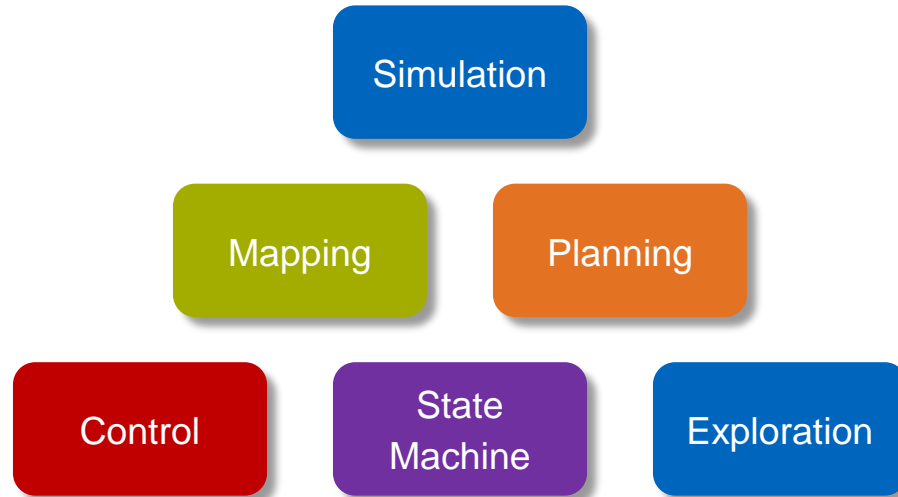 Simulation
Mapping
Planning
Control
State
Machine
Exploration